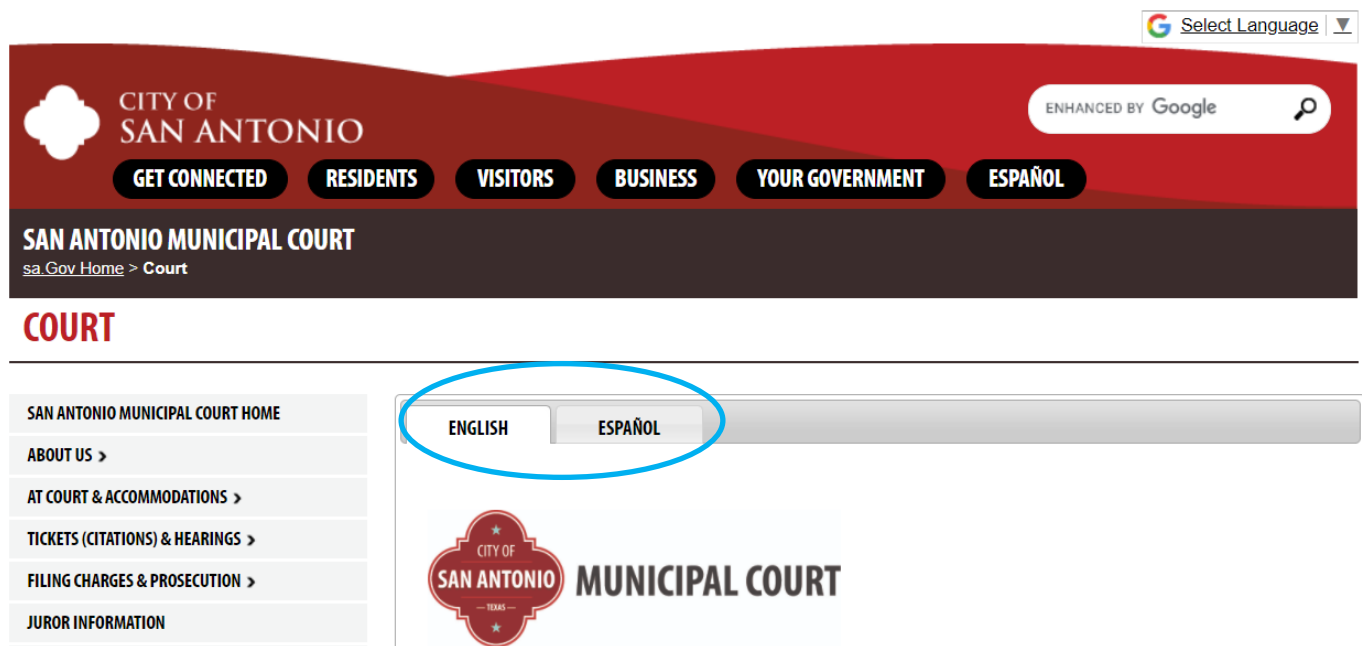 Select Language ▼
CITY OF
SAN ANTONIO
ENHANCED BY Google
GET CONNECTED RESIDENTS VISITORS BUSINESS YOUR GOVERNMENT ESPAÑOL
SAN ANTONIO MUNICIPAL COURT
sa.Gov Home > Court
COURT
SAN ANTONIO MUNICIPAL COURT HOME
ABOUT US >
AT COURT & ACCOMMODATIONS >
TICKETS (CITATIONS) & HEARINGS >
FILING CHARGES & PROSECUTION >
JUROR INFORMATION
ENGLISH ESPAÑOL
CITY OF
SAN ANTONIO
TEXAS
MUNICIPAL COURT